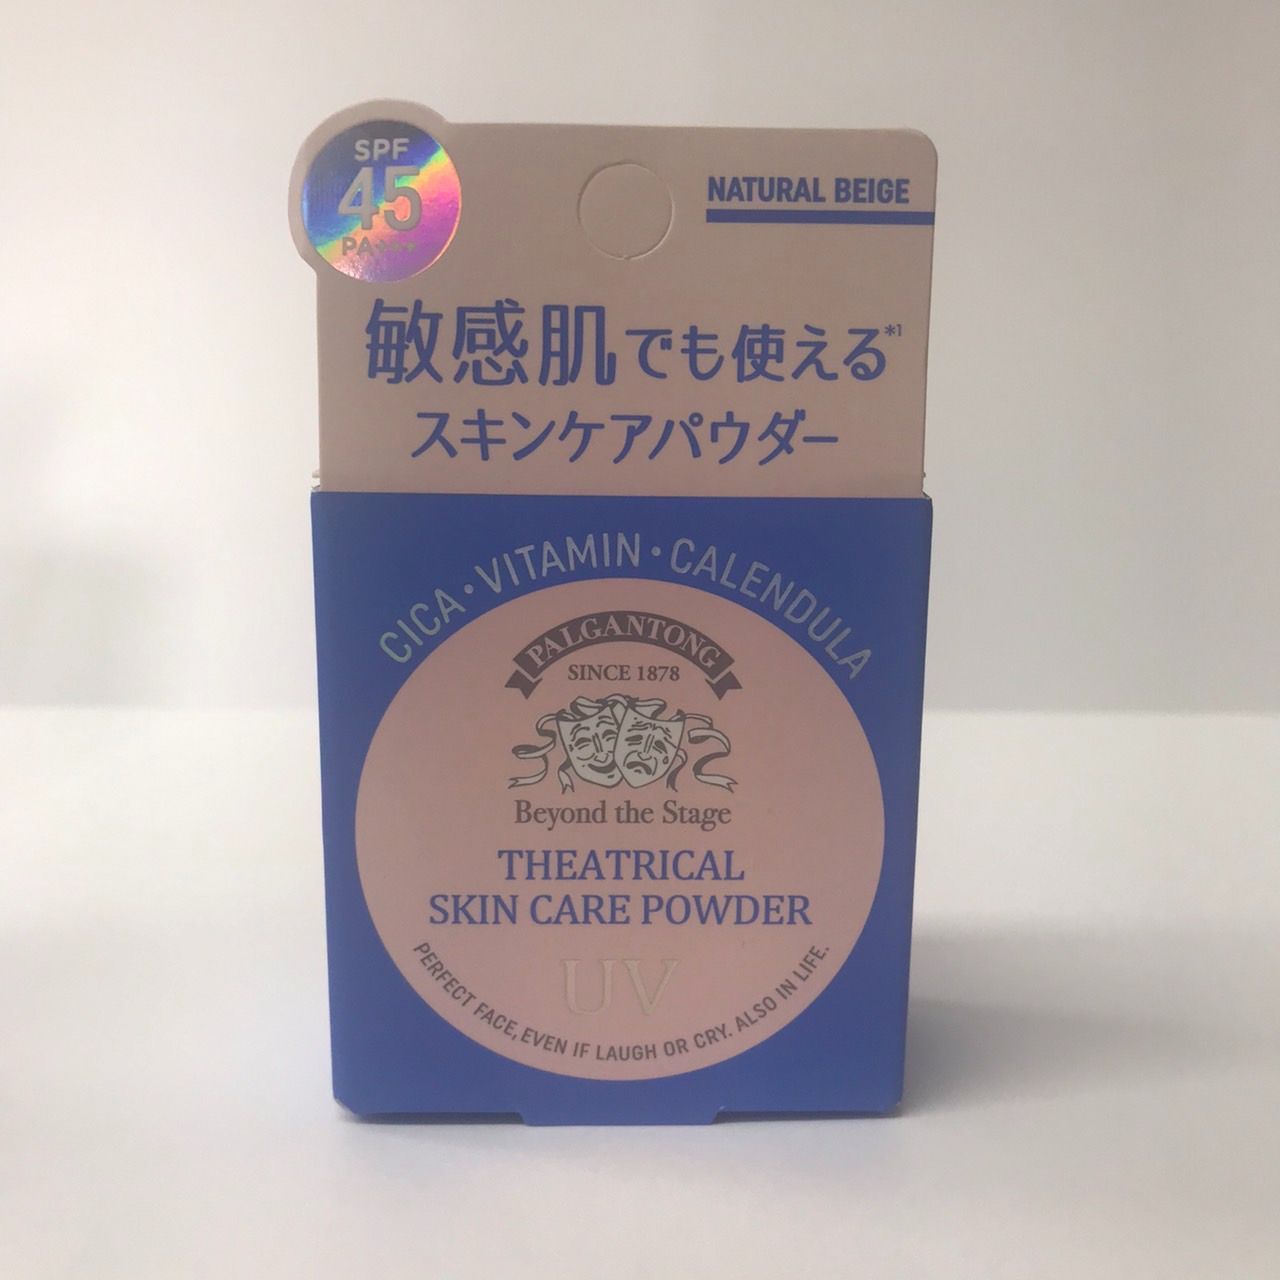 SPF
45
PA+++
NATURAL BEIGE
敏感肌でも使える*1
スキンケアパウダー
CICA・VITAMIN・CALENDULA
PALGANTONG
SINCE 1878
Beyond the Stage
THEATRICAL
SKIN CARE POWDER
UV
PERFECT FACE, EVEN IF LAUGH OR CRY. ALSO IN LIFE.